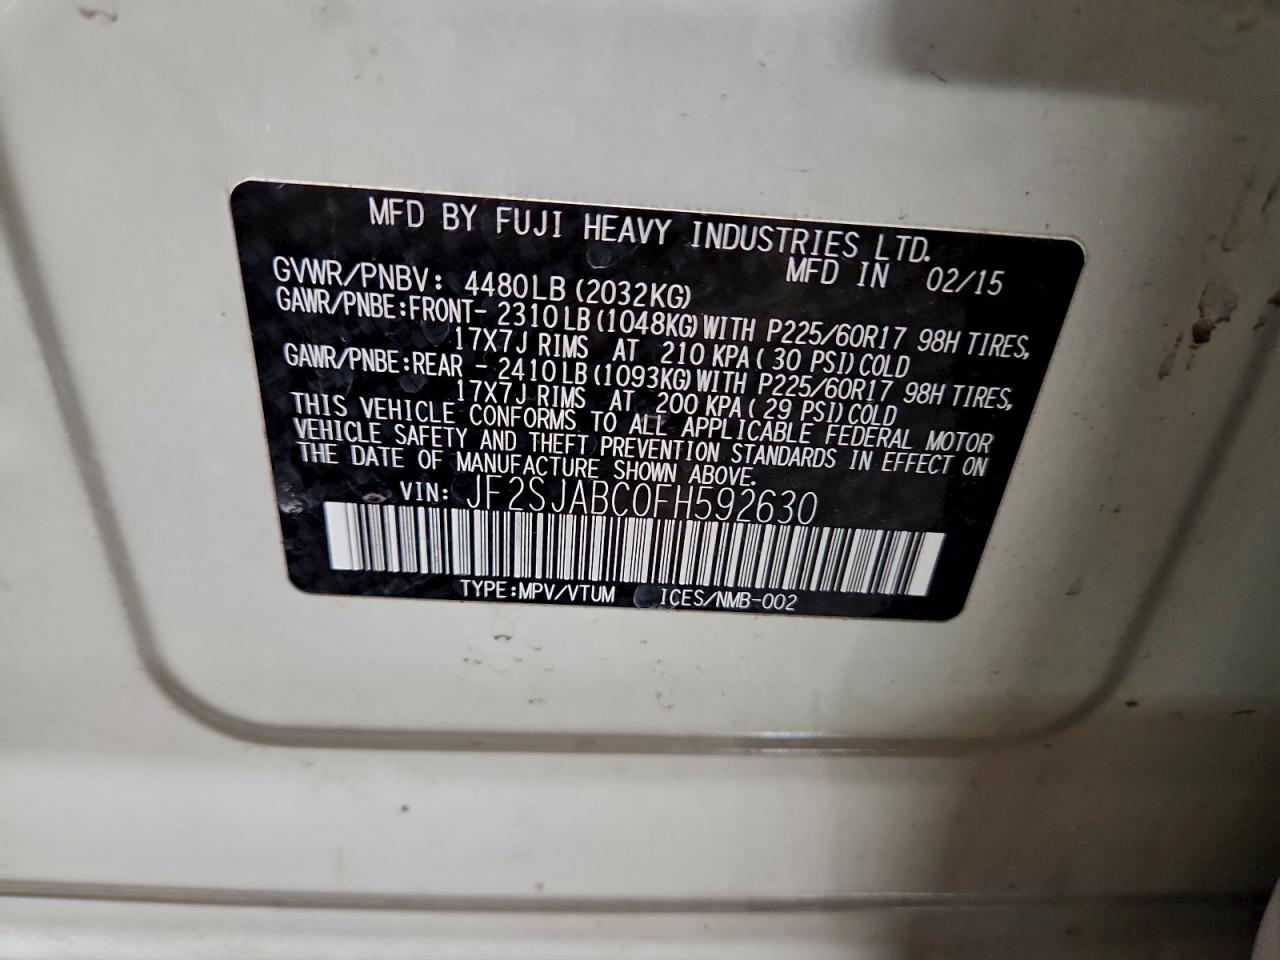 MFD BY FUJI HEAVY INDUSTRIES LTD.
MFD IN 02/15
GVWR/PNBV: 4480LB (2032KG)
GAWR/PNBE:FRONT- 2310LB (1048KG) WITH P225/60R17 98H TIRES,
17X7J RIMS AT 210 KPA ( 30 PSI) COLD
GAWR/PNBE:REAR - 2410LB (1093KG) WITH P225/60R17 98H TIRES,
17X7J RIMS AT 200 KPA ( 29 PSI) COLD
THIS VEHICLE CONFORMS TO ALL APPLICABLE FEDERAL MOTOR
VEHICLE SAFETY AND THEFT PREVENTION STANDARDS IN EFFECT ON
THE DATE OF MANUFACTURE SHOWN ABOVE.
VIN: JF2SJABC0FH592630
TYPE:MPV/VTUM ICES/NMB-002